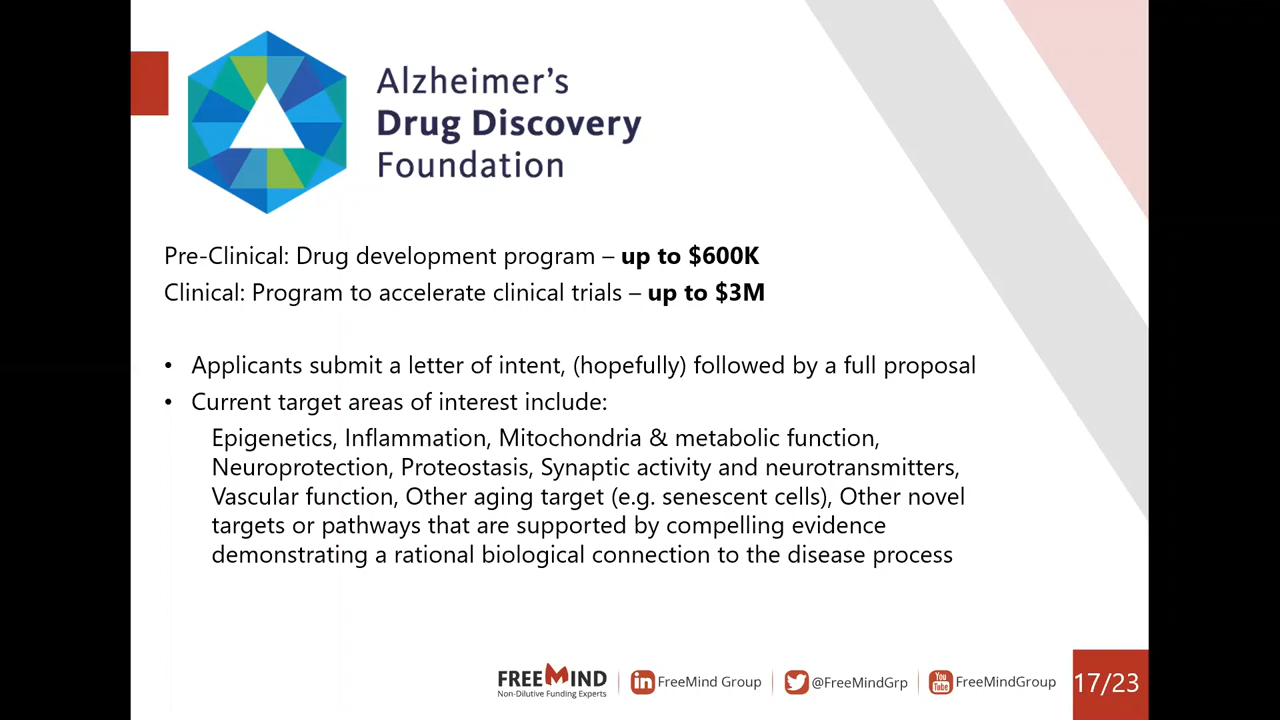 Alzheimer's
Drug Discovery
Foundation
Pre-Clinical: Drug development program – up to $600K
Clinical: Program to accelerate clinical trials – up to $3M
• Applicants submit a letter of intent, (hopefully) followed by a full proposal
• Current target areas of interest include:
Epigenetics, Inflammation, Mitochondria & metabolic function,
Neuroprotection, Proteostasis, Synaptic activity and neurotransmitters,
Vascular function, Other aging target (e.g. senescent cells), Other novel
targets or pathways that are supported by compelling evidence
demonstrating a rational biological connection to the disease process
FREEMIND
Non-Dilutive Funding Experts
in FreeMind Group
@FreeMindGrp
You Tube FreeMindGroup
17/23